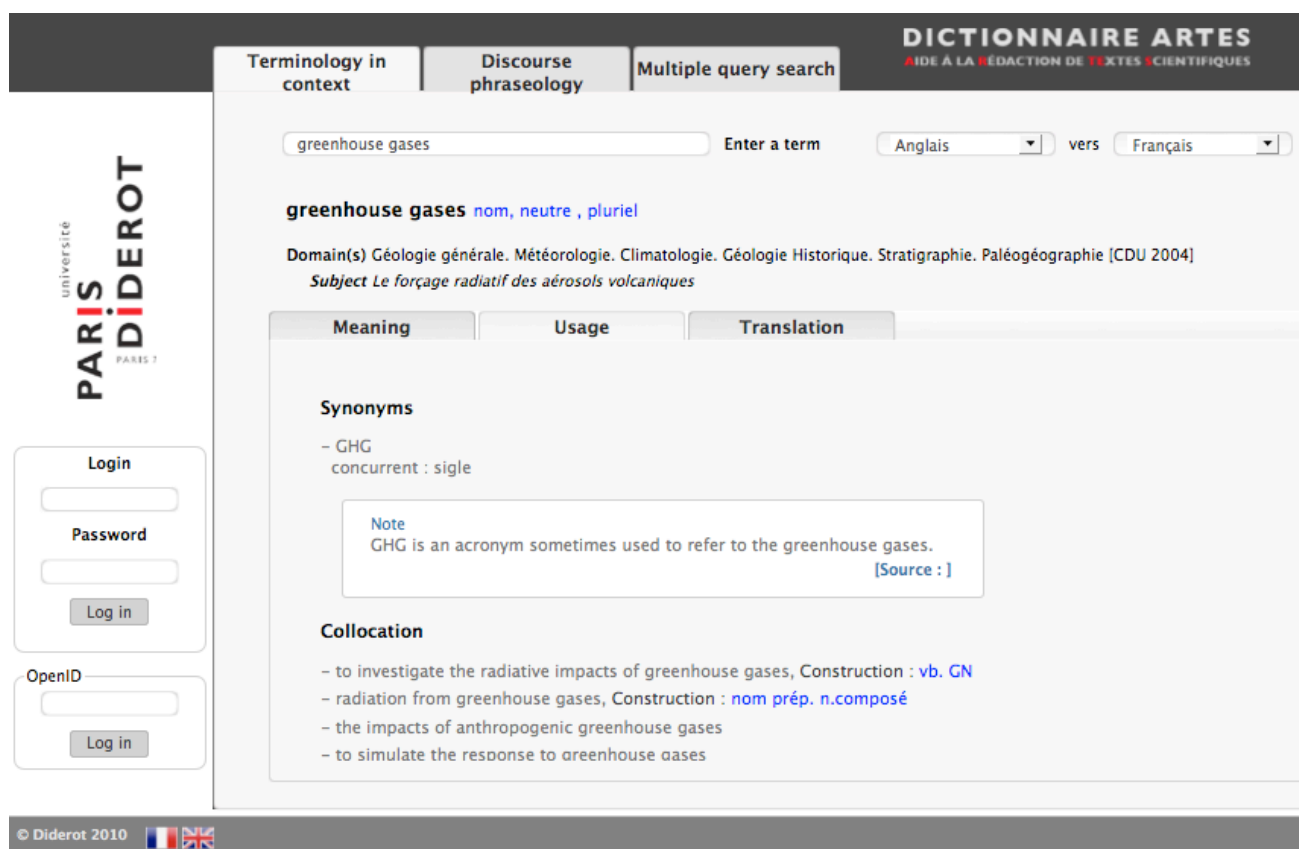 DICTIONNAIRE ARTES
AIDE À LA RÉDACTION DE TEXTES SCIENTIFIQUES
Terminology in
context
Discourse
phraseology
Multiple query search
université
PARIS
DIDEROT
PARIS 7
greenhouse gases
Enter a term
Anglais
vers
Français
greenhouse gases nom, neutre , pluriel
Domain(s) Géologie générale. Météorologie. Climatologie. Géologie Historique. Stratigraphie. Paléogéographie [CDU 2004]
Subject Le forçage radiatif des aérosols volcaniques
Meaning
Usage
Translation
Synonyms
– GHG
concurrent : sigle
Note
GHG is an acronym sometimes used to refer to the greenhouse gases.
[Source : ]
Collocation
– to investigate the radiative impacts of greenhouse gases, Construction : vb. GN
– radiation from greenhouse gases, Construction : nom prép. n.composé
– the impacts of anthropogenic greenhouse gases
– to simulate the response to greenhouse gases
Login
Password
Log in
OpenID
Log in
© Diderot 2010